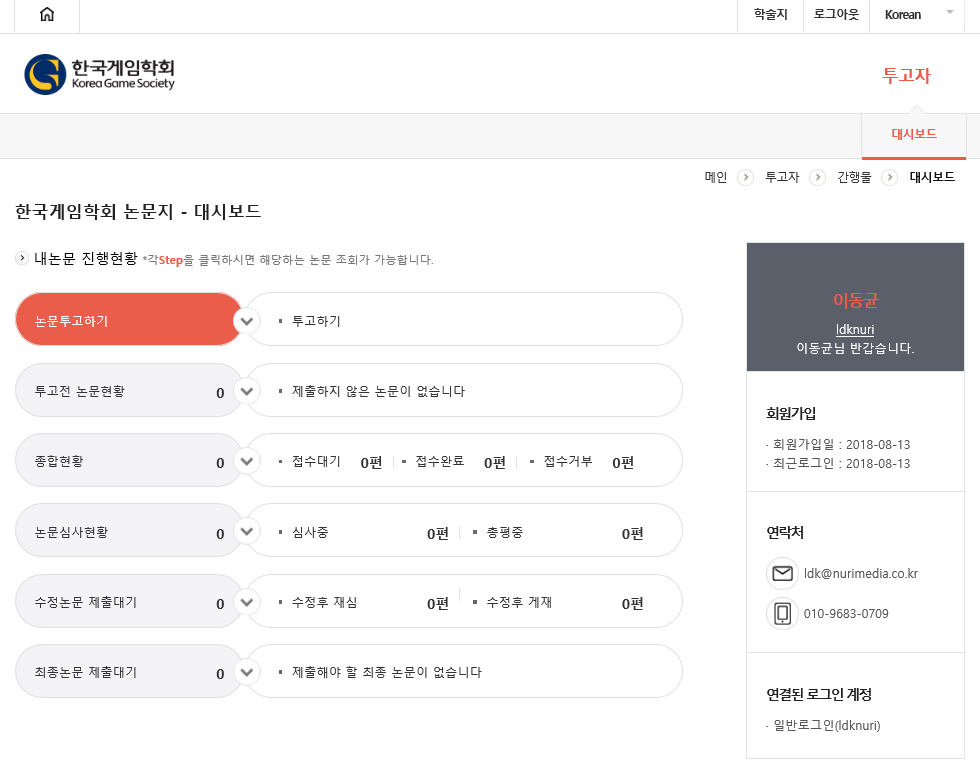 학술지 로그아웃 Korean
한국게임학회
Korea Game Society
투고자
대시보드
메인 투고자 간행물 대시보드
한국게임학회 논문지 - 대시보드
내논문 진행현황 *각Step을 클릭하시면 해당하는 논문 조회가 가능합니다.
논문투고하기 투고하기
투고전 논문현황 0 제출하지 않은 논문이 없습니다
종합현황 0 접수대기 0편 접수완료 0편 접수거부 0편
논문심사현황 0 심사중 0편 총평중 0편
수정논문 제출대기 0 수정후 재심 0편 수정후 게재 0편
최종논문 제출대기 0 제출해야 할 최종 논문이 없습니다
이동균
ldknuri
이동균님 반갑습니다.
회원가입
· 회원가입일 : 2018-08-13
· 최근로그인 : 2018-08-13
연락처
ldk@nurimedia.co.kr
010-9683-0709
연결된 로그인 계정
· 일반로그인(ldknuri)